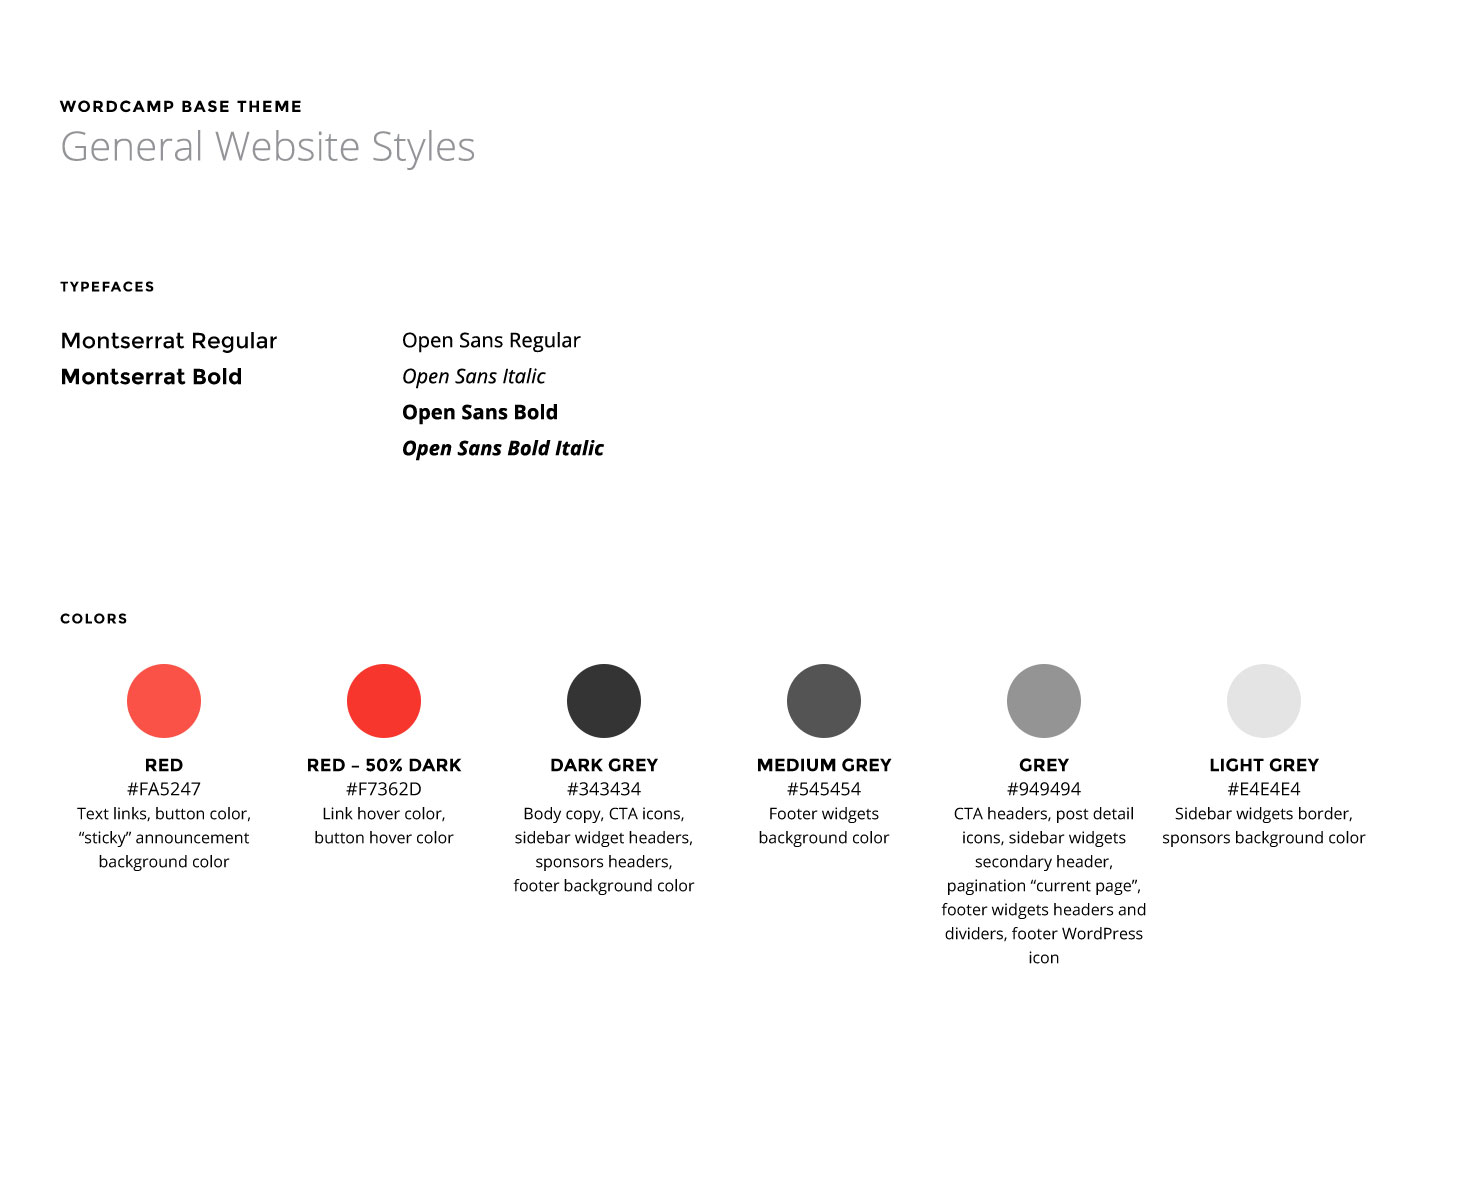 WORDCAMP BASE THEME
General Website Styles
TYPEFACES
Montserrat Regular
Montserrat Bold
Open Sans Regular
Open Sans Italic
Open Sans Bold
Open Sans Bold Italic
COLORS
RED
#FA5247
Text links, button color,
“sticky” announcement
background color
RED – 50% DARK
#F7362D
Link hover color,
button hover color
DARK GREY
#343434
Body copy, CTA icons,
sidebar widget headers,
sponsors headers,
footer background color
MEDIUM GREY
#545454
Footer widgets
background color
GREY
#949494
CTA headers, post detail
icons, sidebar widgets
secondary header,
pagination “current page”,
footer widgets headers and
dividers, footer WordPress
icon
LIGHT GREY
#E4E4E4
Sidebar widgets border,
sponsors background color